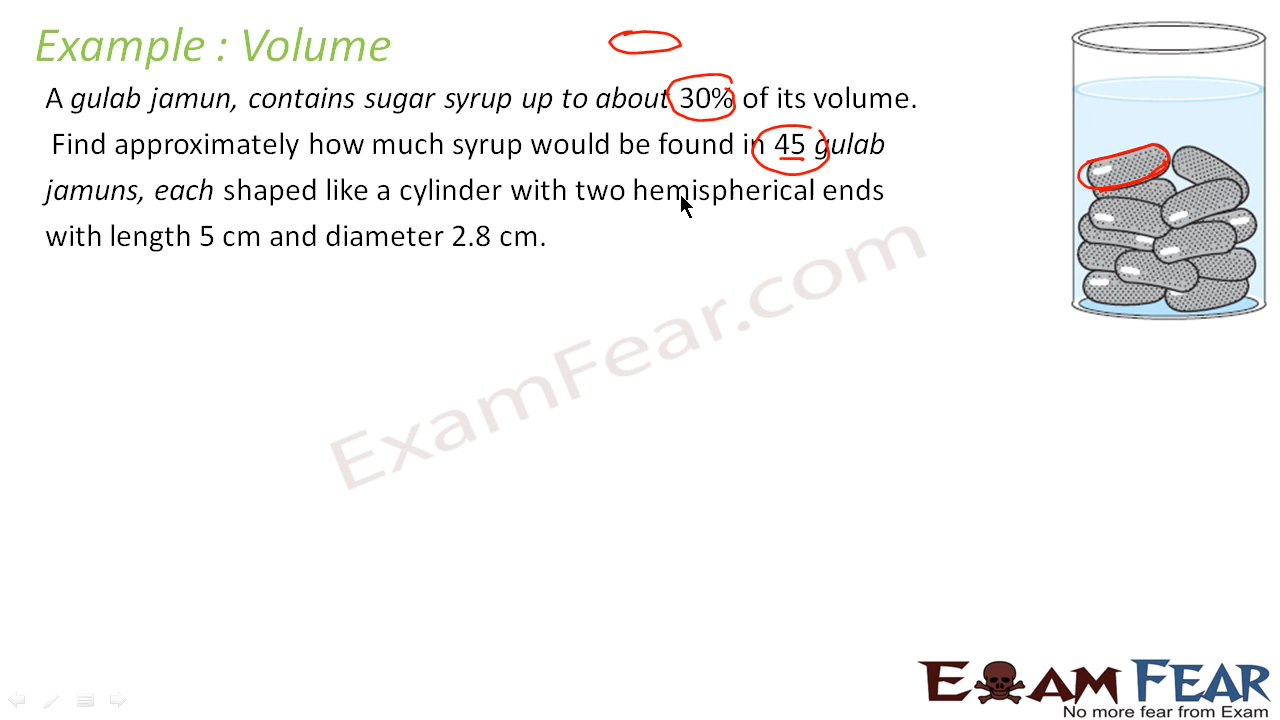 Example : Volume
A gulab jamun, contains sugar syrup up to about 30% of its volume.
Find approximately how much syrup would be found in 45 gulab
jamuns, each shaped like a cylinder with two hemispherical ends
with length 5 cm and diameter 2.8 cm.
ExamFear.com
EXAM FEAR
No more fear from Exam